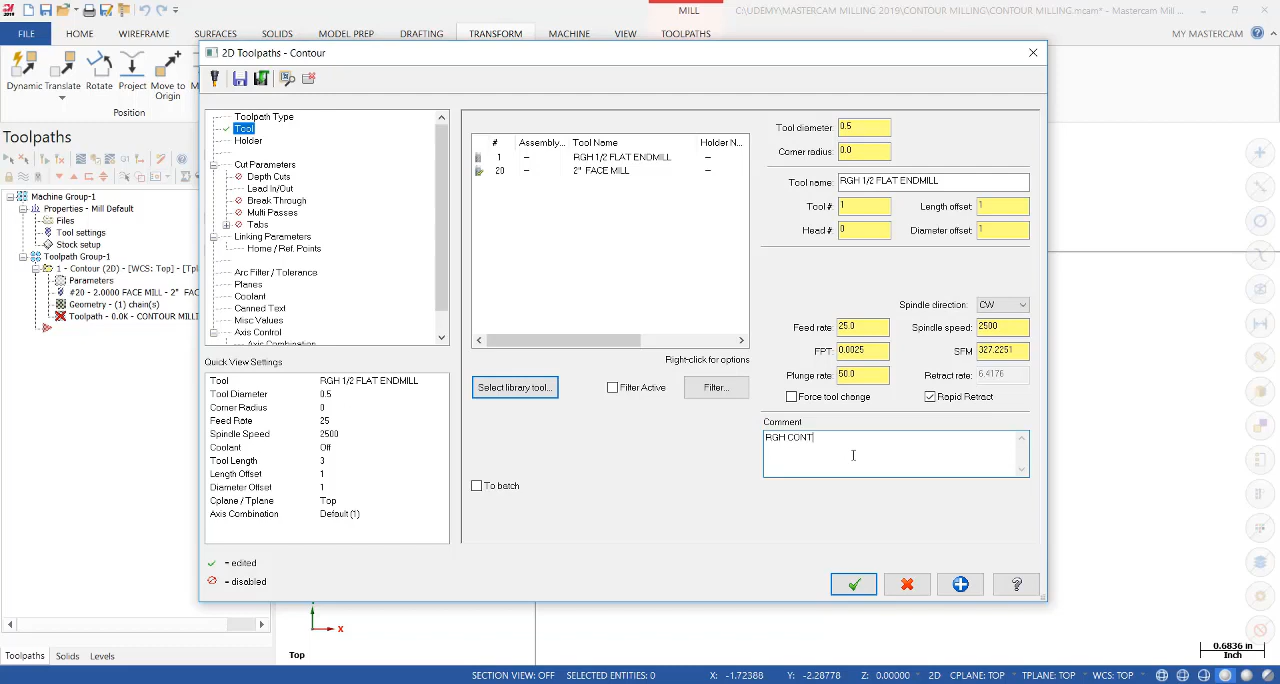 2019
MILL
C:\UDEMY\MASTERCAM MILLING 2019\CONTOUR MILLING\CONTOUR MILLING.mcam* - Mastercam Mill ...
FILE HOME WIREFRAME SURFACES SOLIDS MODEL PREP DRAFTING TRANSFORM MACHINE VIEW TOOLPATHS MY MASTERCAM
2D Toolpaths - Contour
Dynamic Translate Rotate Project Move to
Origin
Position
Toolpaths
Machine Group-1
Properties - Mill Default
Files
Tool settings
Stock setup
Toolpath Group-1
1 - Contour (2D) - [WCS: Top] - [Tpl
Parameters
#20 - 2.0000 FACE MILL - 2" FAC
Geometry - (1) chain(s)
Toolpath - 0.0K - CONTOUR MILLI
Toolpaths Solids Levels
Toolpath Type
Tool
Holder
Cut Parameters
Depth Cuts
Lead In/Out
Break Through
Multi Passes
Tabs
Linking Parameters
Home / Ref. Points
Arc Filter / Tolerance
Planes
Coolant
Canned Text
Misc Values
Axis Control
Axis Combination
Quick View Settings
Tool RGH 1/2 FLAT ENDMILL
Tool Diameter 0.5
Corner Radius 0
Feed Rate 25
Spindle Speed 2500
Coolant Off
Tool Length 3
Length Offset 1
Diameter Offset 1
Cplane / Tplane Top
Axis Combination Default (1)
= edited
= disabled
# Assembly... Tool Name Holder N...
1 -- RGH 1/2 FLAT ENDMILL --
20 -- 2" FACE MILL --
Right-click for options
Select library tool... Filter Active Filter...
To batch
Tool diameter: 0.5
Corner radius: 0.0
Tool name: RGH 1/2 FLAT ENDMILL
Tool #: 1 Length offset: 1
Head #: 0 Diameter offset: 1
Spindle direction: CW
Feed rate: 25.0 Spindle speed: 2500
FPT: 0.0025 SFM 327.2251
Plunge rate: 50.0 Retract rate: 6.4176
Force tool change Rapid Retract
Comment
RGH CONT
X
Top
0.6836 in
Inch
SECTION VIEW: OFF SELECTED ENTITIES: 0 X: -1.72388 Y: -2.28778 Z: 0.00000 2D CPLANE: TOP TPLANE: TOP WCS: TOP